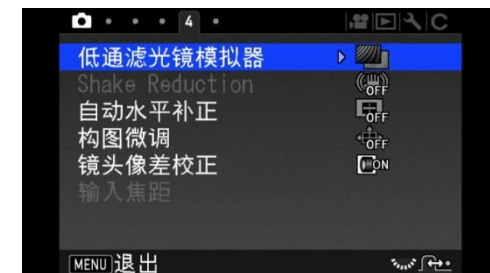 4 C
低通滤光镜模拟器
Shake Reduction OFF
自动水平补正 OFF
构图微调 OFF
镜头像差校正 ON
输入焦距
MENU 退出